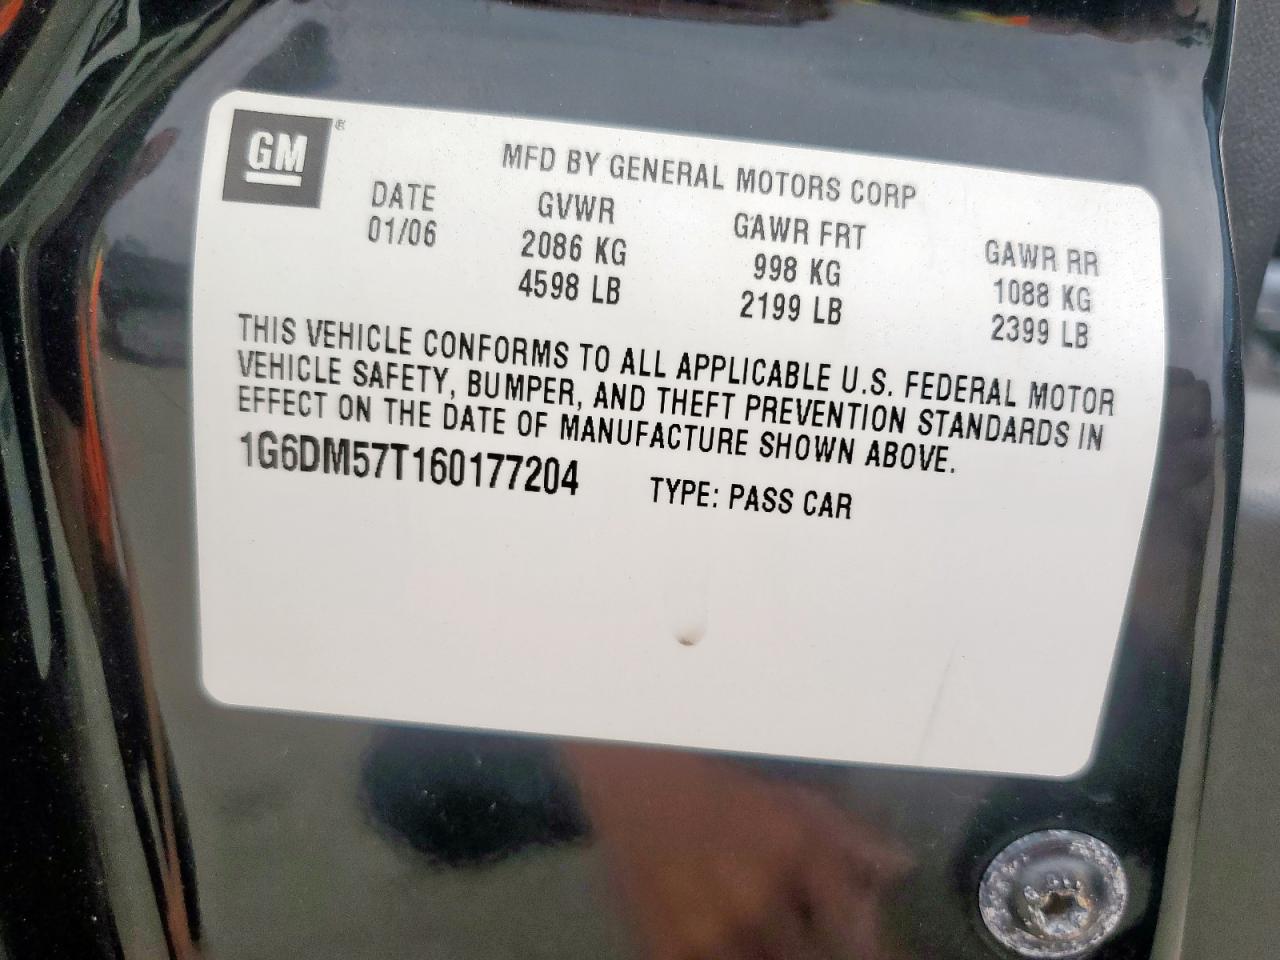 GM®
MFD BY GENERAL MOTORS CORP
DATE GVWR GAWR FRT GAWR RR
01/06 2086 KG 998 KG 1088 KG
4598 LB 2199 LB 2399 LB
THIS VEHICLE CONFORMS TO ALL APPLICABLE U.S. FEDERAL MOTOR
VEHICLE SAFETY, BUMPER, AND THEFT PREVENTION STANDARDS IN
EFFECT ON THE DATE OF MANUFACTURE SHOWN ABOVE.
1G6DM57T160177204 TYPE: PASS CAR